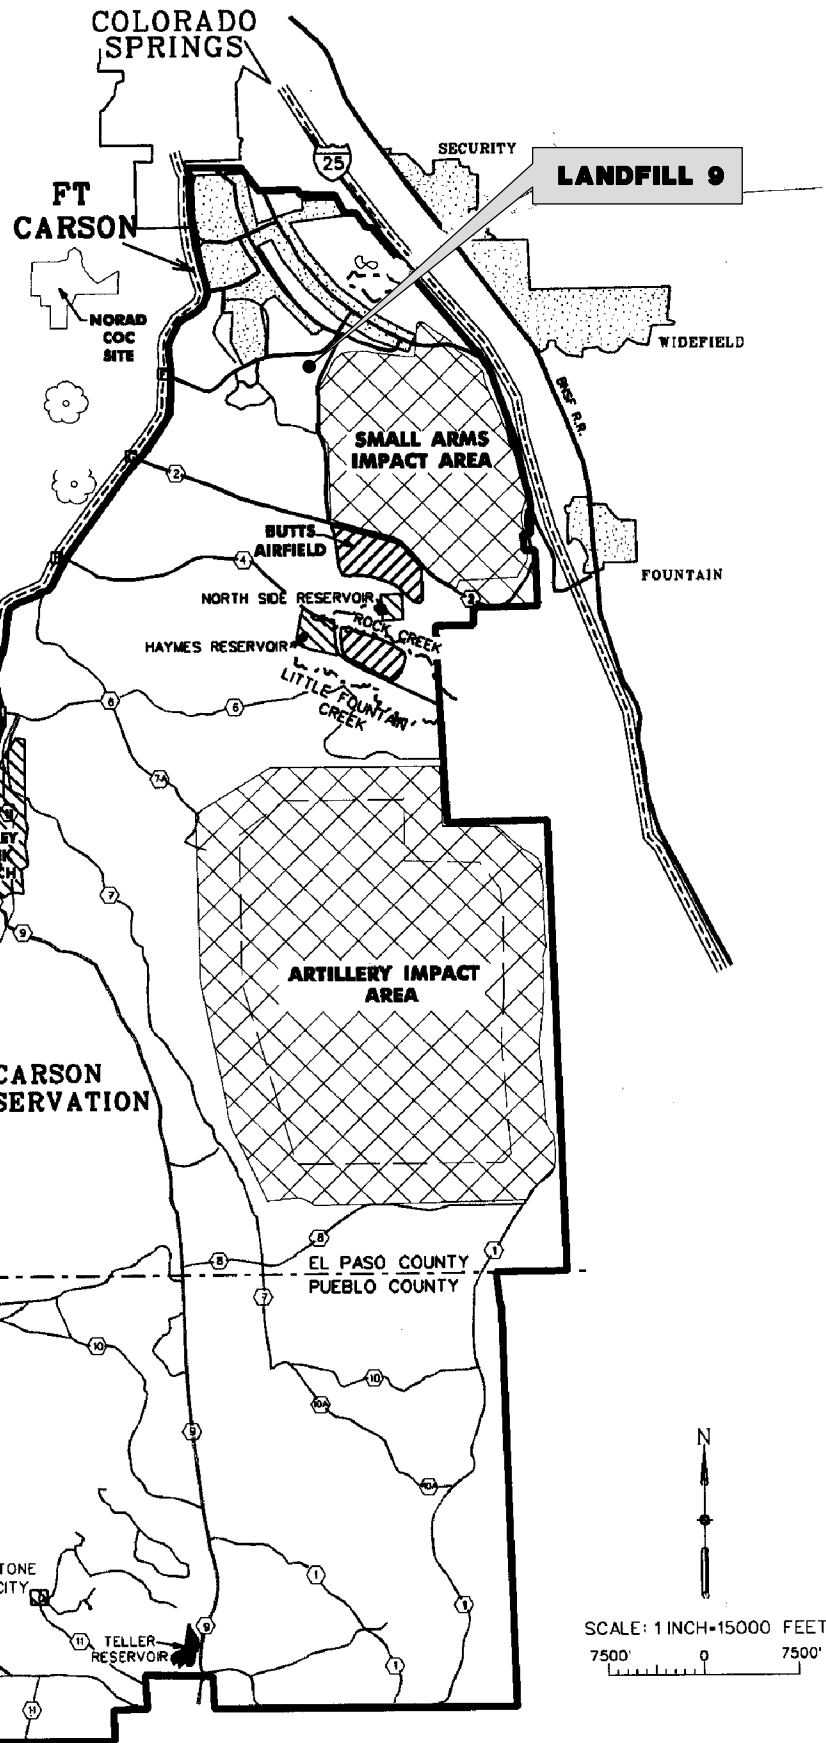 COLORADO
SPRINGS
25
SECURITY
LANDFILL 9
FT
CARSON
NORAD
COC
SITE
WIDEFIELD
BNSF R.R.
SMALL ARMS
IMPACT AREA
2
BUTTS
AIRFIELD
4
FOUNTAIN
NORTH SIDE RESERVOIR
2
ROCK CREEK
HAYMES RESERVOIR
LITTLE FOUNTAIN
CREEK
6
6
7A
7
9
ARTILLERY IMPACT
AREA
CARSON
SERVATION
8
8
1
EL PASO COUNTY
PUEBLO COUNTY
7
10
10
10A
9
10A
N
TONE
CITY
1
1
9
11
TELLER
RESERVOIR
1
11
SCALE: 1 INCH=15000 FEET
7500' 0 7500'